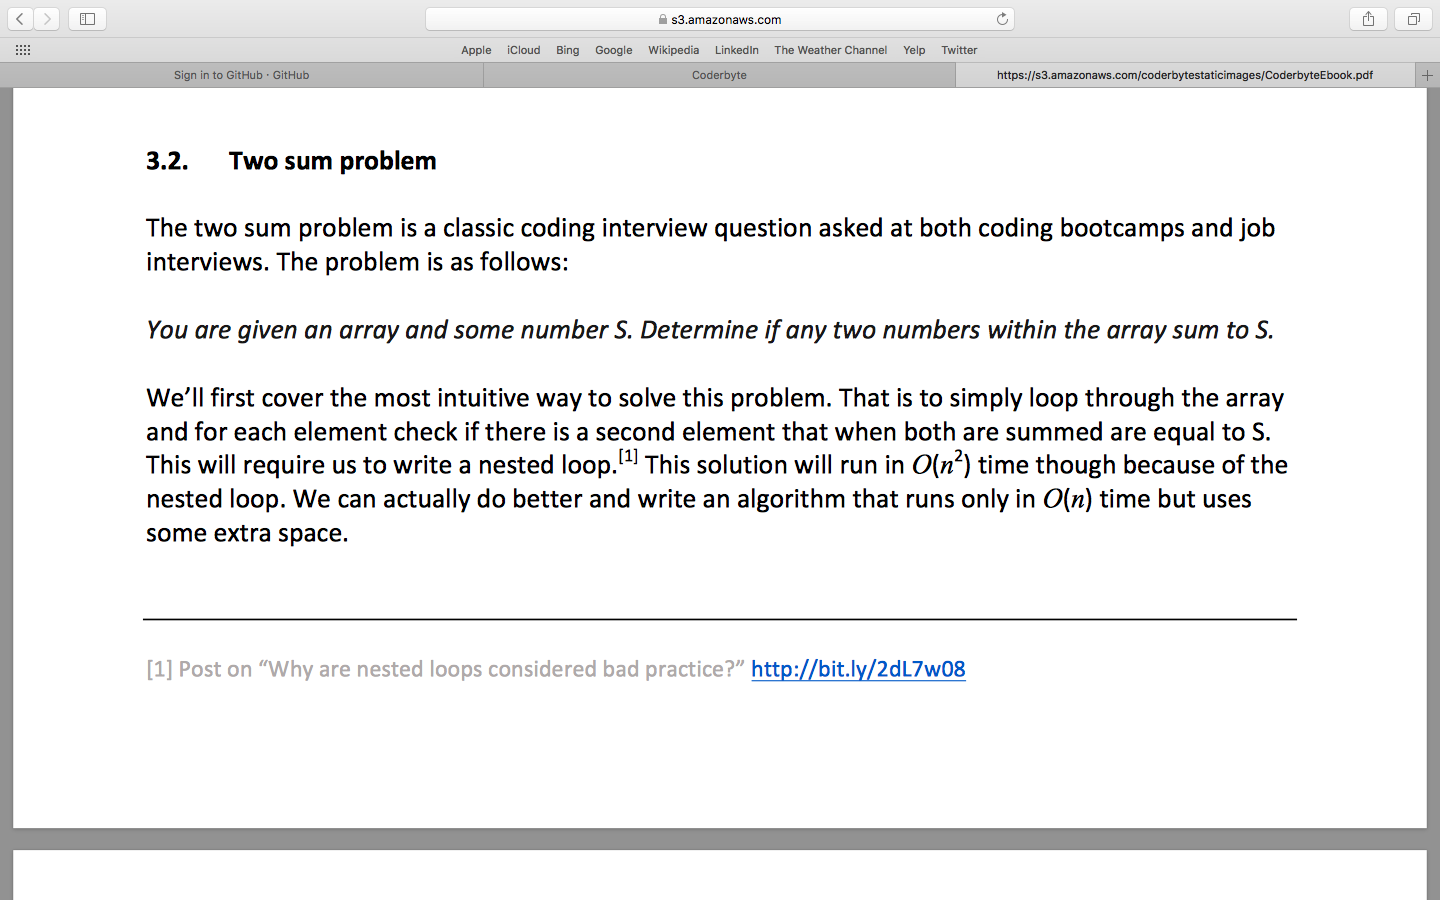 s3.amazonaws.com
Apple iCloud Bing Google Wikipedia LinkedIn The Weather Channel Yelp Twitter
Sign in to GitHub · GitHub
Coderbyte
https://s3.amazonaws.com/coderbytestaticimages/CoderbyteEbook.pdf
3.2. Two sum problem
The two sum problem is a classic coding interview question asked at both coding bootcamps and job
interviews. The problem is as follows:
You are given an array and some number S. Determine if any two numbers within the array sum to S.
We’ll first cover the most intuitive way to solve this problem. That is to simply loop through the array
and for each element check if there is a second element that when both are summed are equal to S.
This will require us to write a nested loop.[1] This solution will run in O(n²) time though because of the
nested loop. We can actually do better and write an algorithm that runs only in O(n) time but uses
some extra space.
[1] Post on “Why are nested loops considered bad practice?” http://bit.ly/2dL7w08